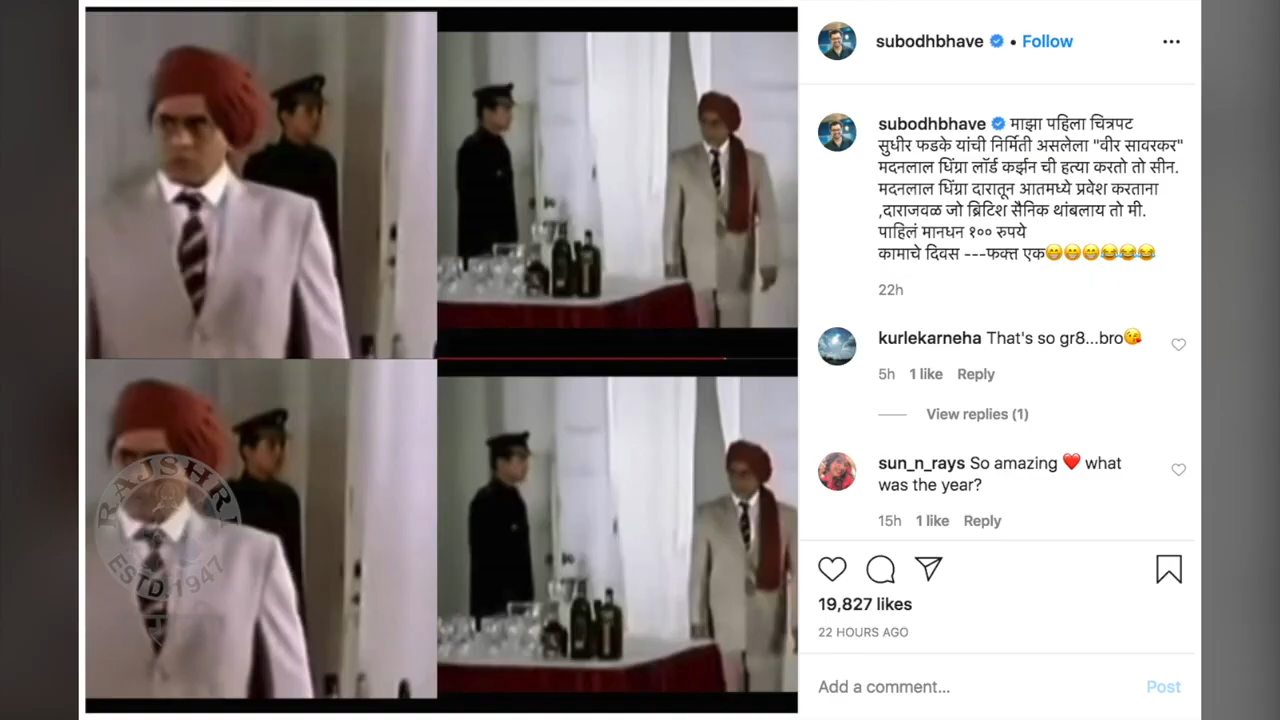 subodhbhave • Follow
subodhbhave माझा पहिला चित्रपट
सुधीर फडके यांची निर्मिती असलेला "वीर सावरकर"
मदनलाल धिंग्रा लॉर्ड कर्झन ची हत्या करतो तो सीन.
मदनलाल धिंग्रा दारातून आतमध्ये प्रवेश करताना
,दाराजवळ जो ब्रिटिश सैनिक थांबलाय तो मी.
पाहिलं मानधन १०० रुपये
कामाचे दिवस ---फक्त एक😁😁😁😂😂😂
22h
kurlekarneha That's so gr8...bro😘
5h 1 like Reply
View replies (1)
sun_n_rays So amazing ❤️ what
was the year?
15h 1 like Reply
19,827 likes
22 HOURS AGO
Add a comment... Post
RAJSHRI
ESTD.1947